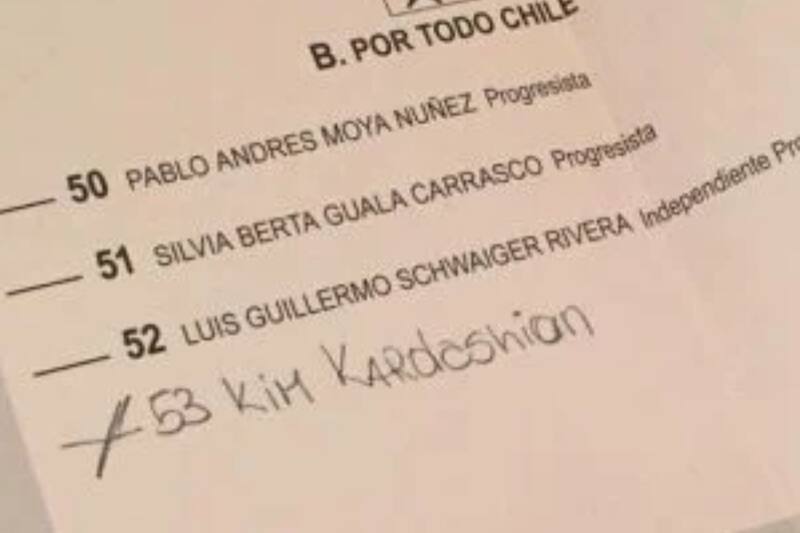 B. POR TODO CHILE
50 PABLO ANDRES MOYA NUÑEZ Progresista
51 SILVIA BERTA GUALA CARRASCO Progresista
52 LUIS GUILLERMO SCHWAIGER RIVERA Independiente
53 KiM KARdashian